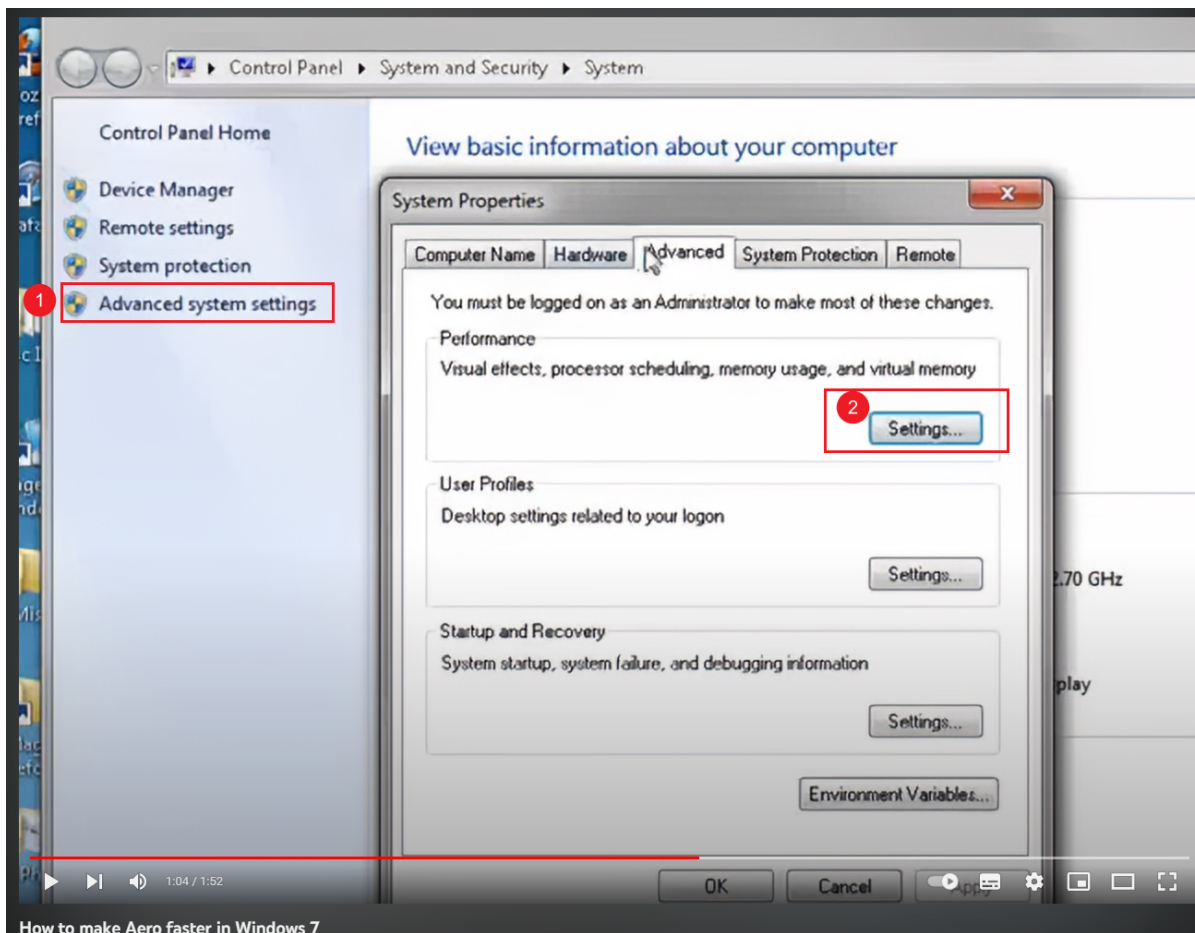 Control Panel ▸ System and Security ▸ System
Control Panel Home
Device Manager
Remote settings
System protection
1
Advanced system settings
View basic information about your computer
System Properties
Computer Name
Hardware
Advanced
System Protection
Remote
You must be logged on as an Administrator to make most of these changes.
Performance
Visual effects, processor scheduling, memory usage, and virtual memory
2
Settings...
User Profiles
Desktop settings related to your logon
Settings...
Startup and Recovery
System startup, system failure, and debugging information
Settings...
Environment Variables...
OK
Cancel
Apply
2.70 GHz
play
1:04 / 1:52
How to make Aero faster in Windows 7